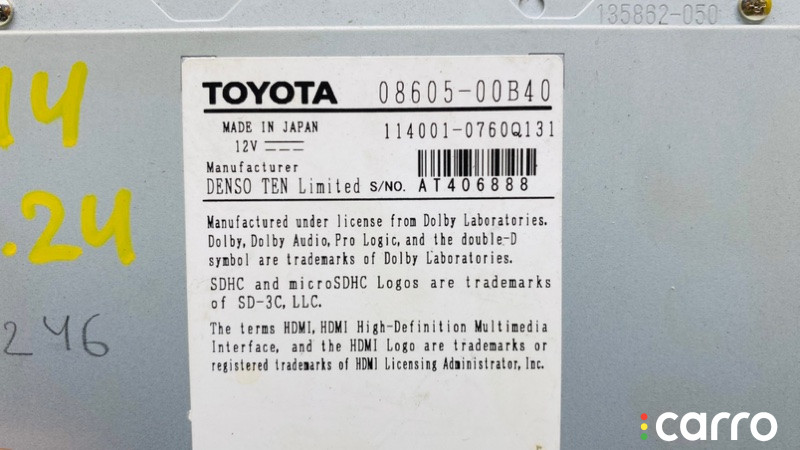 135862-050
14
.24
246
TOYOTA 08605-00B40
MADE IN JAPAN 114001-0760Q131
12V
Manufacturer
DENSO TEN Limited S/NO. AT406888
Manufactured under license from Dolby Laboratories.
Dolby, Dolby Audio, Pro Logic, and the double-D
symbol are trademarks of Dolby Laboratories.
SDHC and microSDHC Logos are trademarks
of SD-3C, LLC.
The terms HDMI, HDMI High-Definition Multimedia
Interface, and the HDMI Logo are trademarks or
registered trademarks of HDMI Licensing Administrator, Inc.
carro